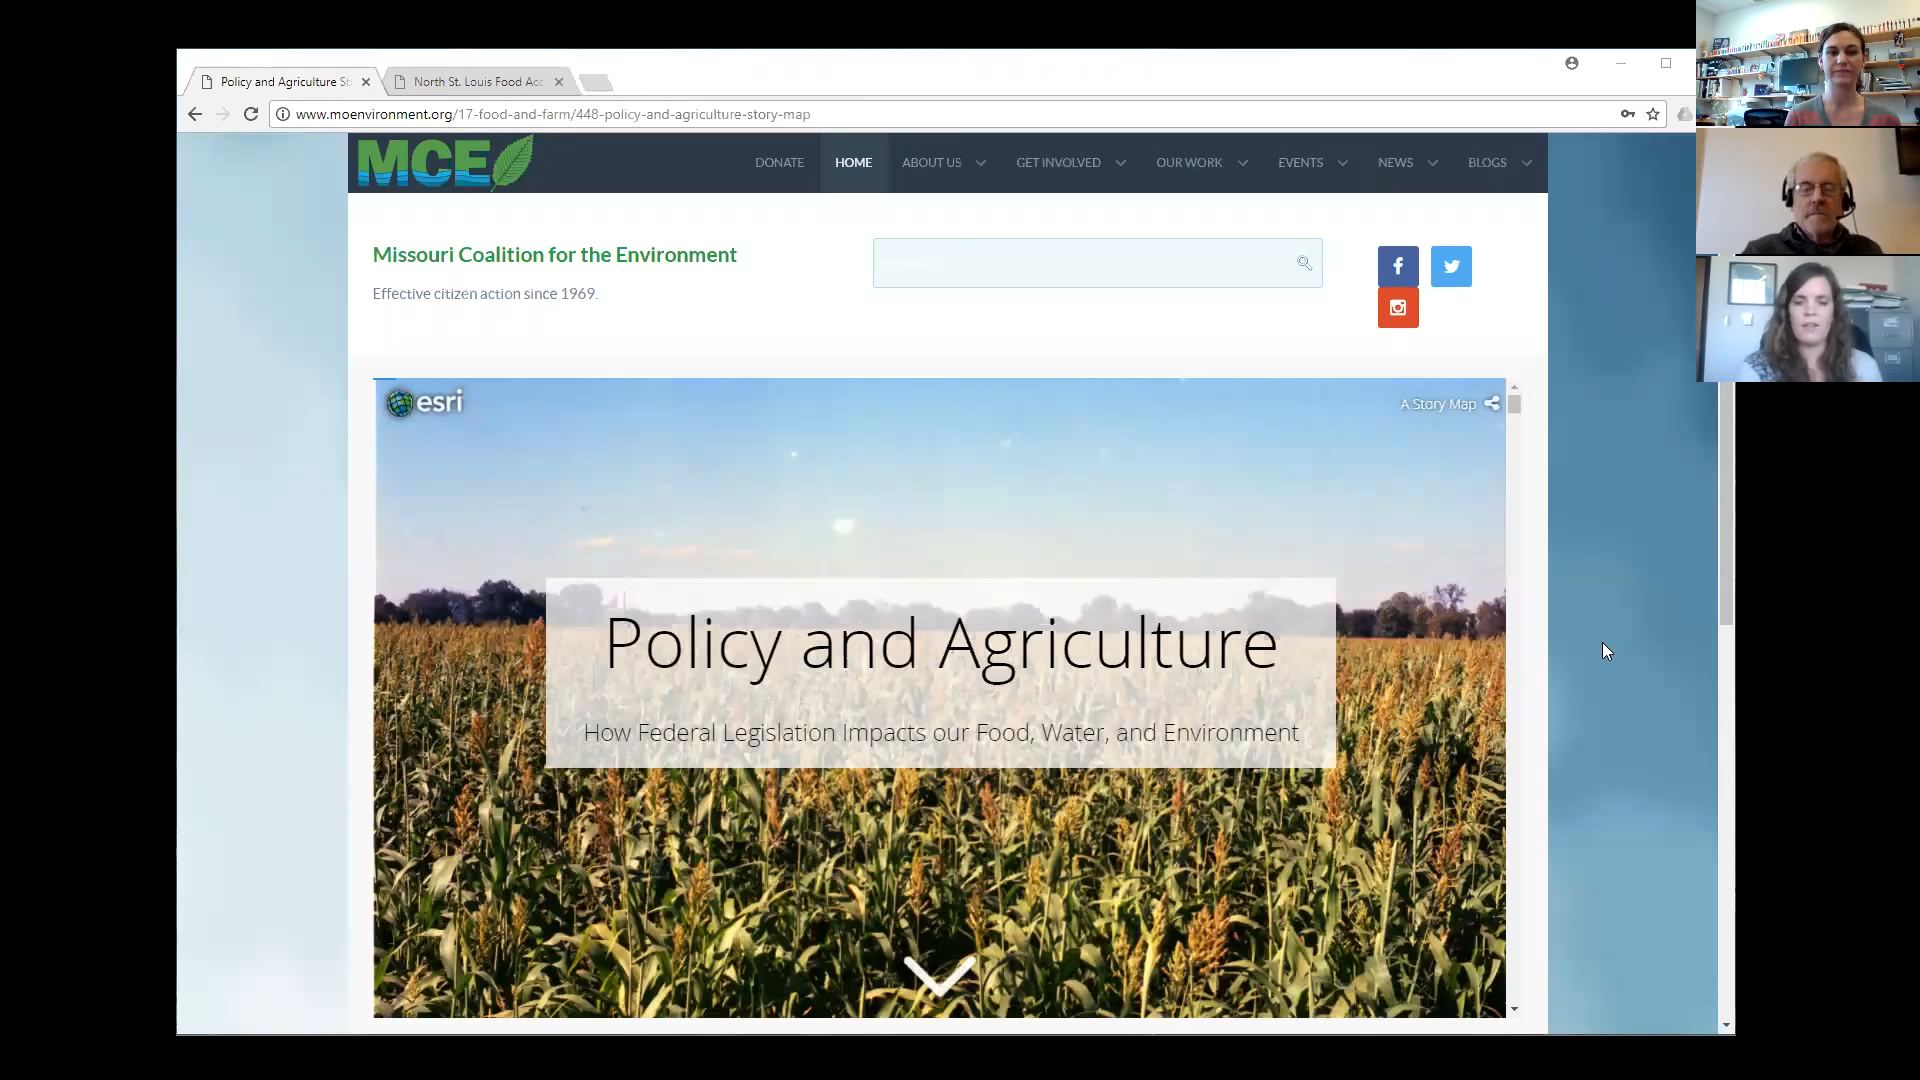 Policy and Agriculture St
North St. Louis Food Acc
www.moenvironment.org/17-food-and-farm/448-policy-and-agriculture-story-map
MCE
DONATE
HOME
ABOUT US
GET INVOLVED
OUR WORK
EVENTS
NEWS
BLOGS
Missouri Coalition for the Environment
Effective citizen action since 1969.
esri
A Story Map
Policy and Agriculture
How Federal Legislation Impacts our Food, Water, and Environment